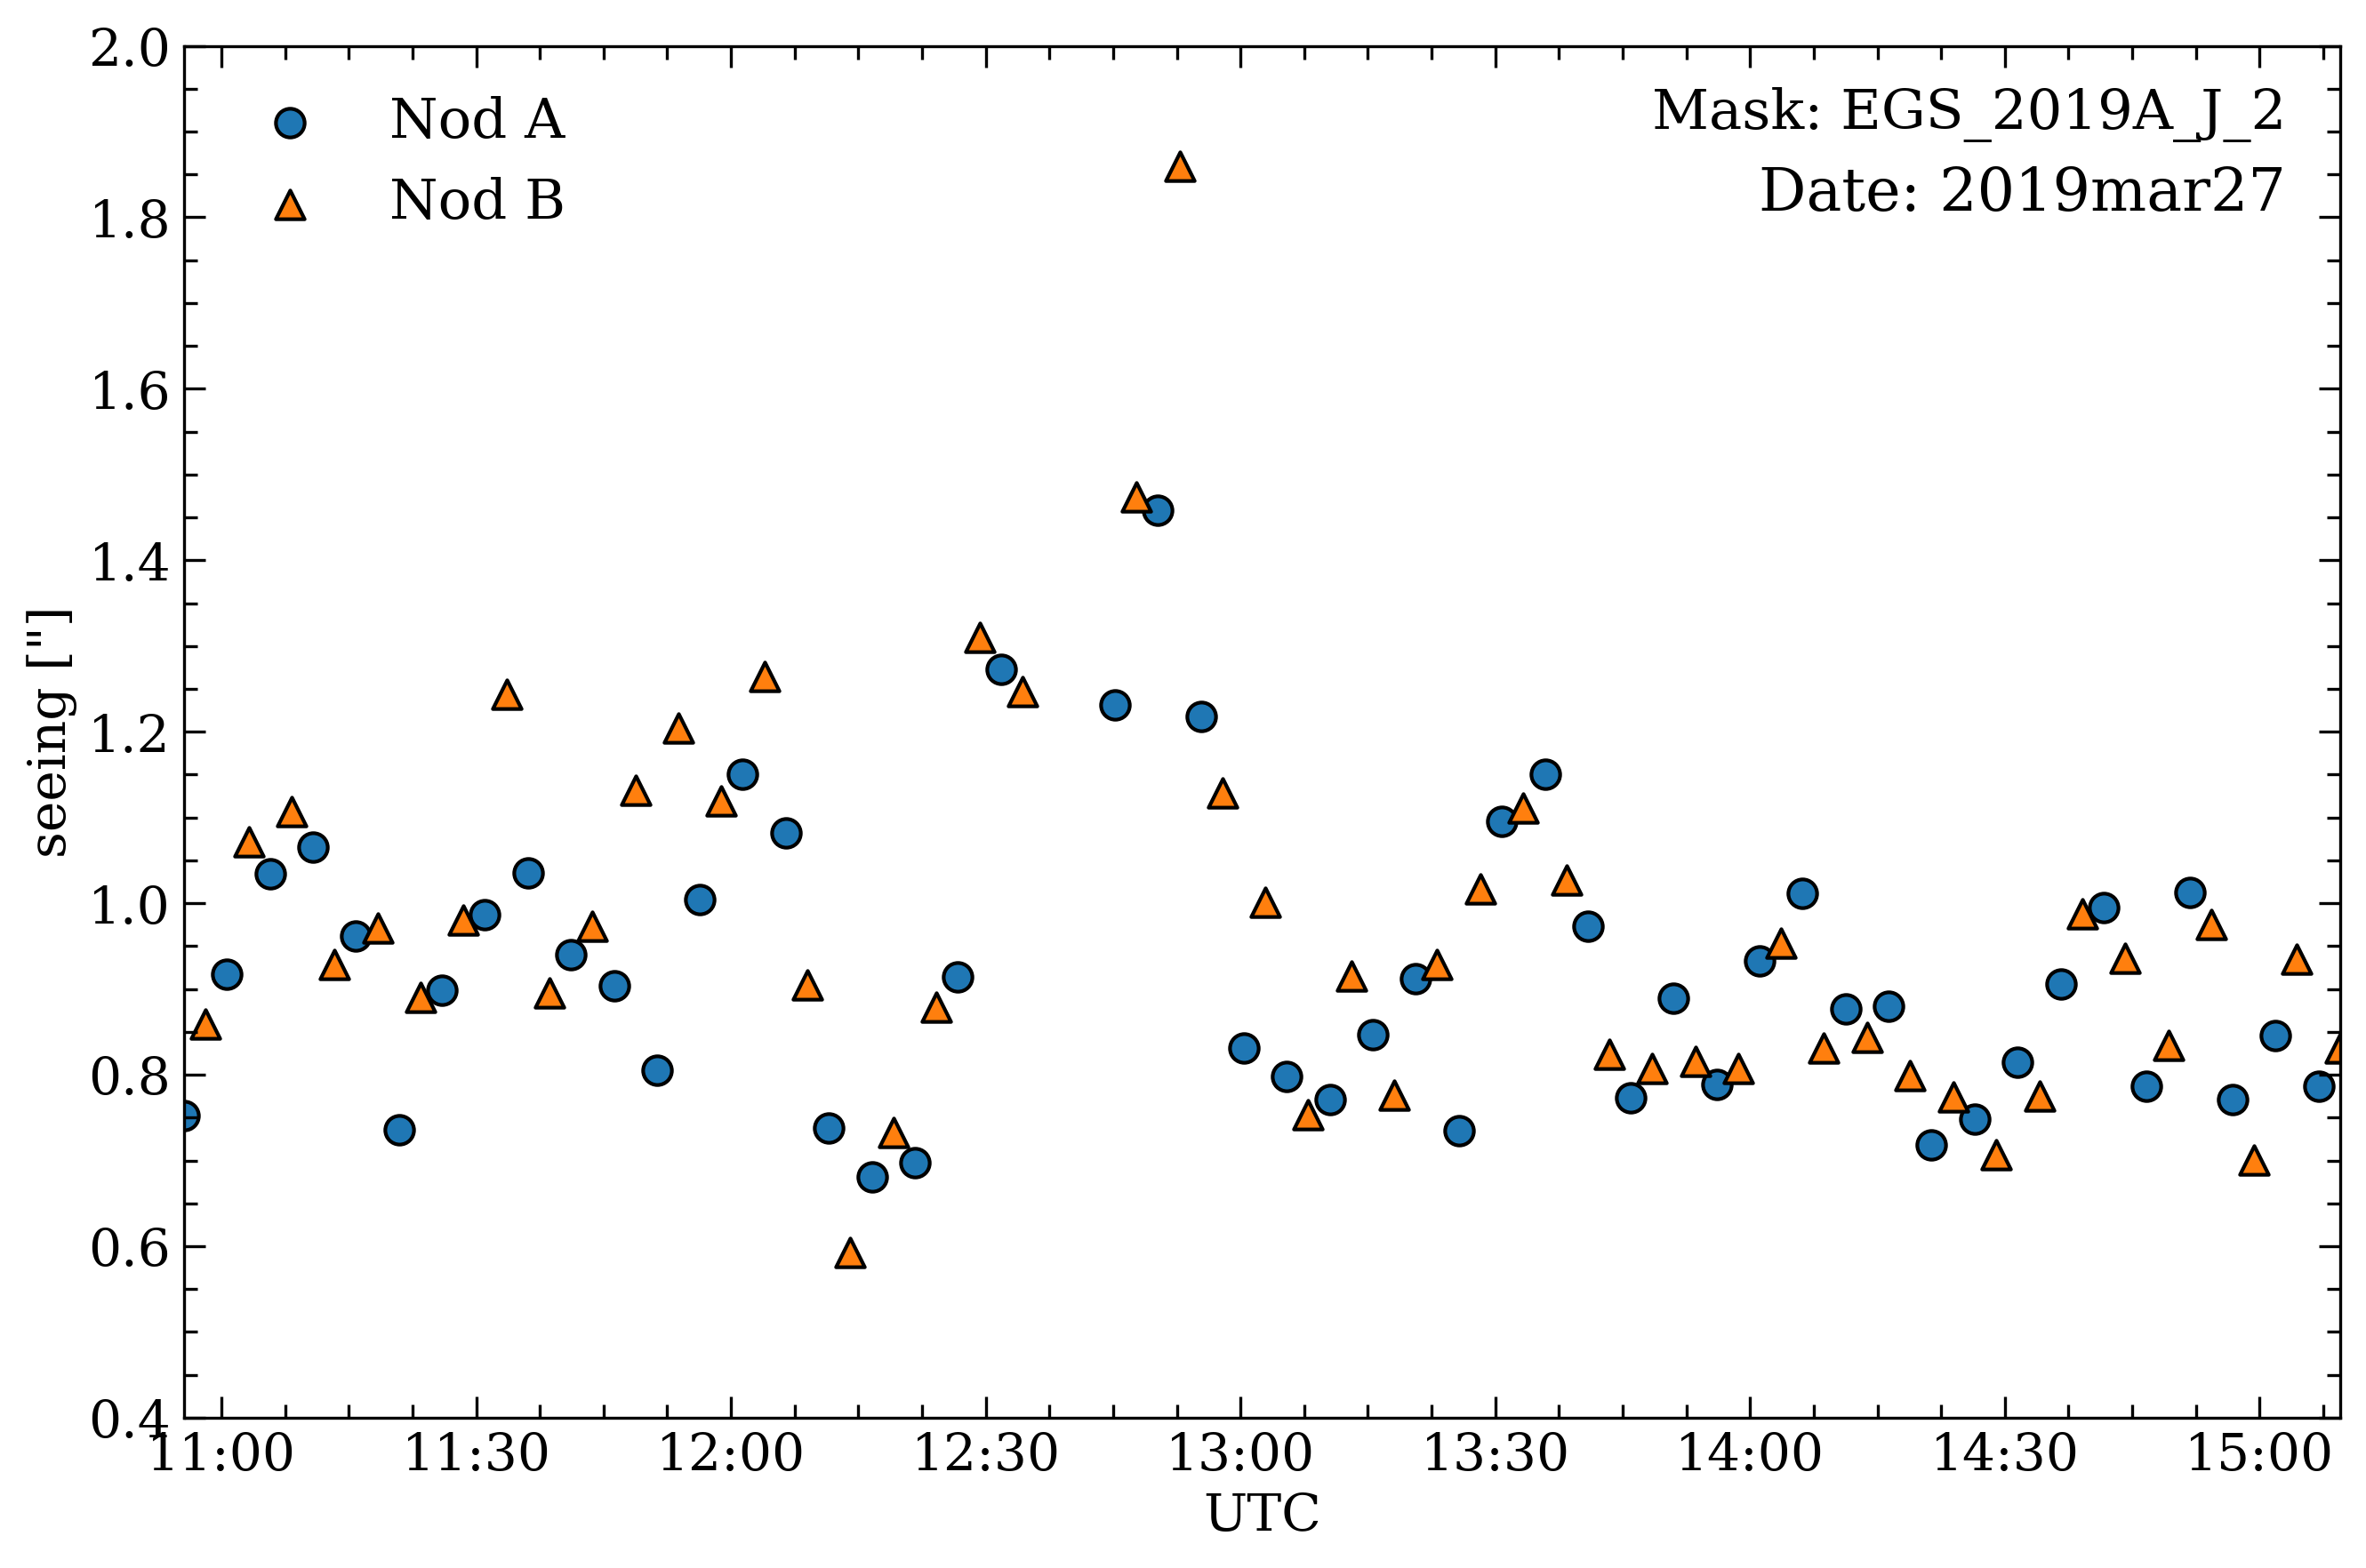 2.0
1.8
1.6
1.4
1.2
1.0
0.8
0.6
0.4
seeing ["]
Nod A
Nod B
Mask: EGS_2019A_J_2
Date: 2019mar27
11:00 11:30 12:00 12:30 13:00 13:30 14:00 14:30 15:00
UTC